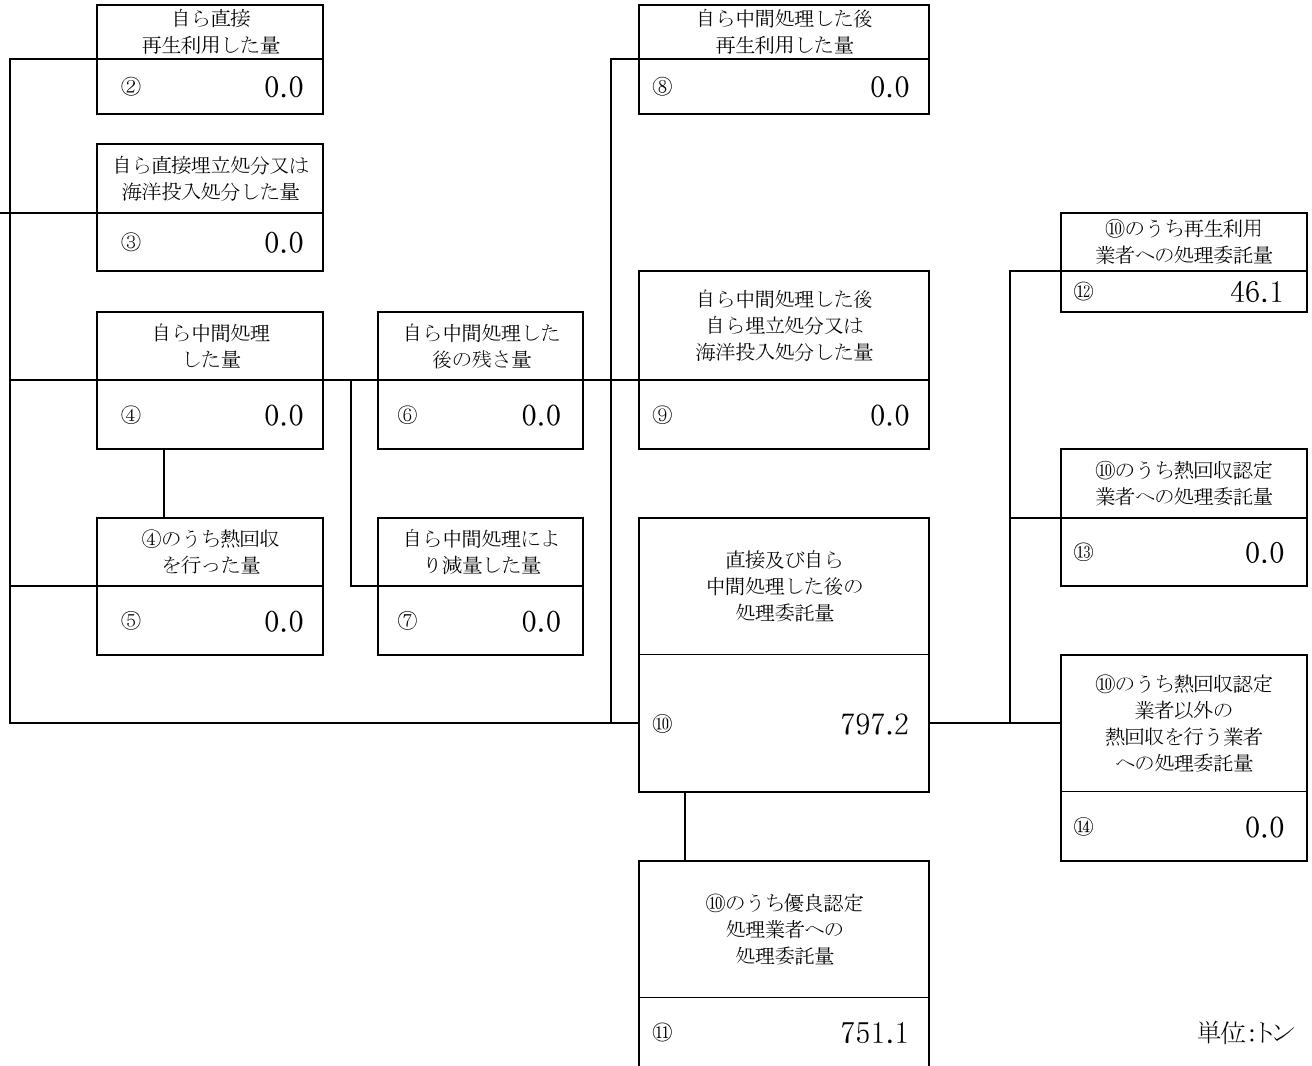 自ら直接
再生利用した量
② 0.0
自ら中間処理した後
再生利用した量
⑧ 0.0
自ら直接埋立処分又は
海洋投入処分した量
③ 0.0
⑩のうち再生利用
業者への処理委託量
⑫ 46.1
自ら中間処理
した量
④ 0.0
自ら中間処理した
後の残さ量
⑥ 0.0
自ら中間処理した後
自ら埋立処分又は
海洋投入処分した量
⑨ 0.0
⑩のうち熱回収認定
業者への処理委託量
⑬ 0.0
④のうち熱回収
を行った量
⑤ 0.0
自ら中間処理によ
り減量した量
⑦ 0.0
直接及び自ら
中間処理した後の
処理委託量
⑩ 797.2
⑩のうち熱回収認定
業者以外の
熱回収を行う業者
への処理委託量
⑭ 0.0
⑩のうち優良認定
処理業者への
処理委託量
⑪ 751.1
単位:トン